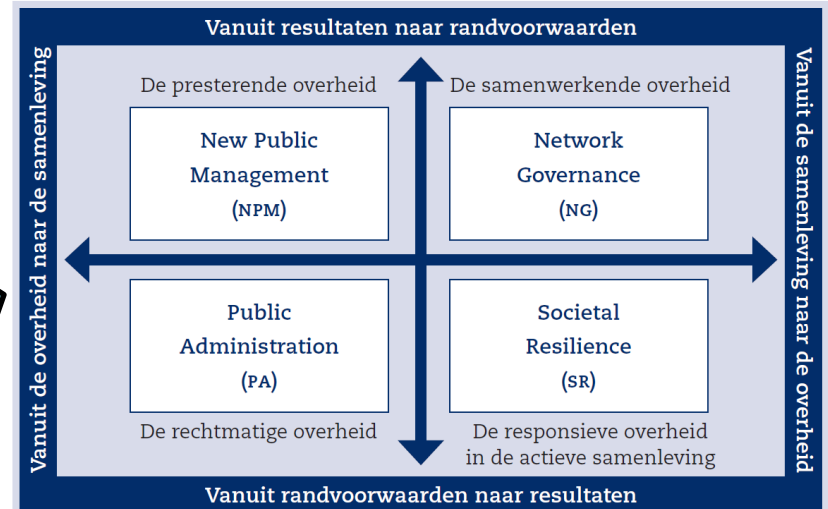 Vanuit resultaten naar randvoorwaarden
Vanuit de overheid naar de samenleving
De presterende overheid
New Public
Management
(NPM)
De samenwerkende overheid
Network
Governance
(NG)
Public
Administration
(PA)
De rechtmatige overheid
Societal
Resilience
(SR)
De responsieve overheid
in de actieve samenleving
Vanuit de samenleving naar de overheid
Vanuit randvoorwaarden naar resultaten